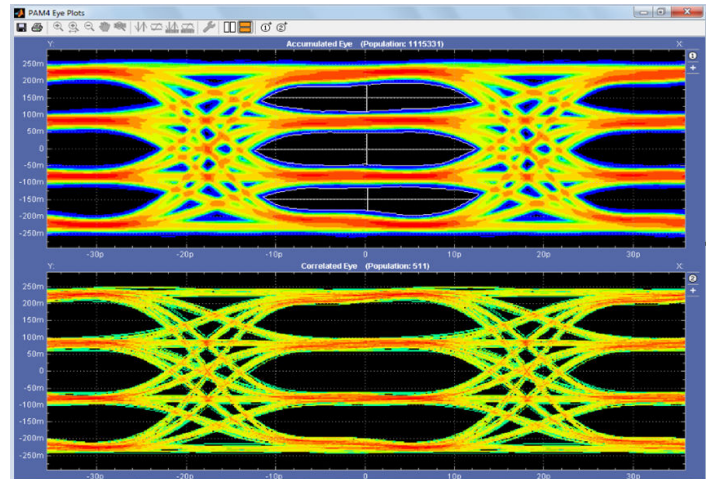 PAM4 Eye Plots
Y: Accumulated Eye (Population: 1115331) X:
250m
200m
150m
100m
50m
0
-50m
-100m
-150m
-200m
-250m
-30p -20p -10p 0 10p 20p 30p
Y: Correlated Eye (Population: 511) X:
250m
200m
150m
100m
50m
0
-50m
-100m
-150m
-200m
-250m
-30p -20p -10p 0 10p 20p 30p